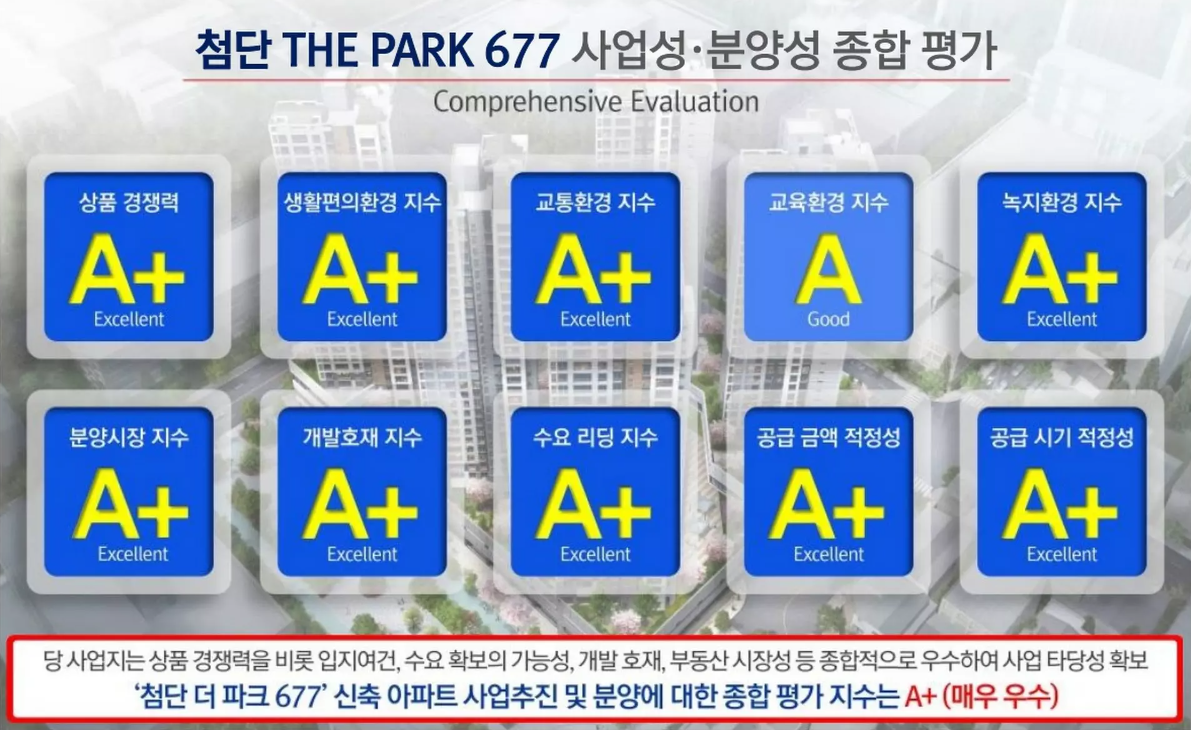 첨단 THE PARK 677 사업성·분양성 종합 평가
Comprehensive Evaluation
상품 경쟁력
A+
Excellent
생활편의환경 지수
A+
Excellent
교통환경 지수
A+
Excellent
교육환경 지수
A
Good
녹지환경 지수
A+
Excellent
분양시장 지수
A+
Excellent
개발호재 지수
A+
Excellent
수요 리딩 지수
A+
Excellent
공급 금액 적정성
A+
Excellent
공급 시기 적정성
A+
Excellent
당 사업지는 상품 경쟁력을 비롯 입지여건, 수요 확보의 가능성, 개발 호재, 부동산 시장성 등 종합적으로 우수하여 사업 타당성 확보
‘첨단 더 파크 677’ 신축 아파트 사업추진 및 분양에 대한 종합 평가 지수는 A+ (매우 우수)